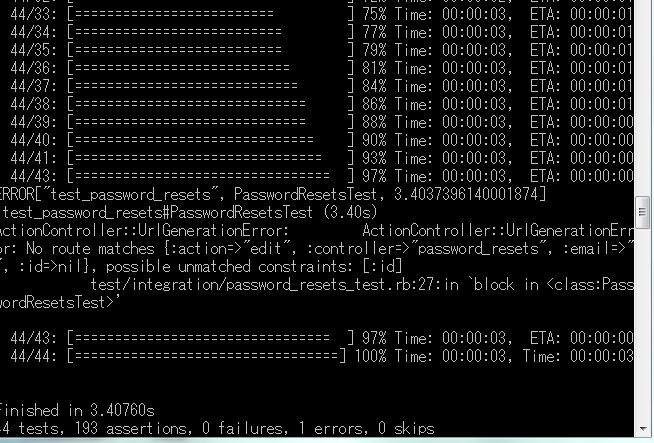 44/33: [============================ ] 75% Time: 00:00:03, ETA: 00:00:01
44/34: [============================= ] 77% Time: 00:00:03, ETA: 00:00:01
44/35: [============================= ] 79% Time: 00:00:03, ETA: 00:00:01
44/36: [============================== ] 81% Time: 00:00:03, ETA: 00:00:01
44/37: [=============================== ] 84% Time: 00:00:03, ETA: 00:00:01
44/38: [================================ ] 86% Time: 00:00:03, ETA: 00:00:01
44/39: [================================ ] 88% Time: 00:00:03, ETA: 00:00:00
44/40: [================================= ] 90% Time: 00:00:03, ETA: 00:00:00
44/41: [================================== ] 93% Time: 00:00:03, ETA: 00:00:00
44/43: [=================================== ] 97% Time: 00:00:03, ETA: 00:00:00
ERROR["test_password_resets", PasswordResetsTest, 3.4037396140001874]
test_password_resets#PasswordResetsTest (3.40s)
ActionController::UrlGenerationError: ActionController::UrlGenerationErr
or: No route matches {:action=>"edit", :controller=>"password_resets", :email=>"
", :id=>nil}, possible unmatched constraints: [:id]
test/integration/password_resets_test.rb:27:in `block in <class:Pass
wordResetsTest>'
44/43: [=================================== ] 97% Time: 00:00:03, ETA: 00:00:00
44/44: [====================================] 100% Time: 00:00:03, Time: 00:00:03
Finished in 3.40760s
4 tests, 193 assertions, 0 failures, 1 errors, 0 skips